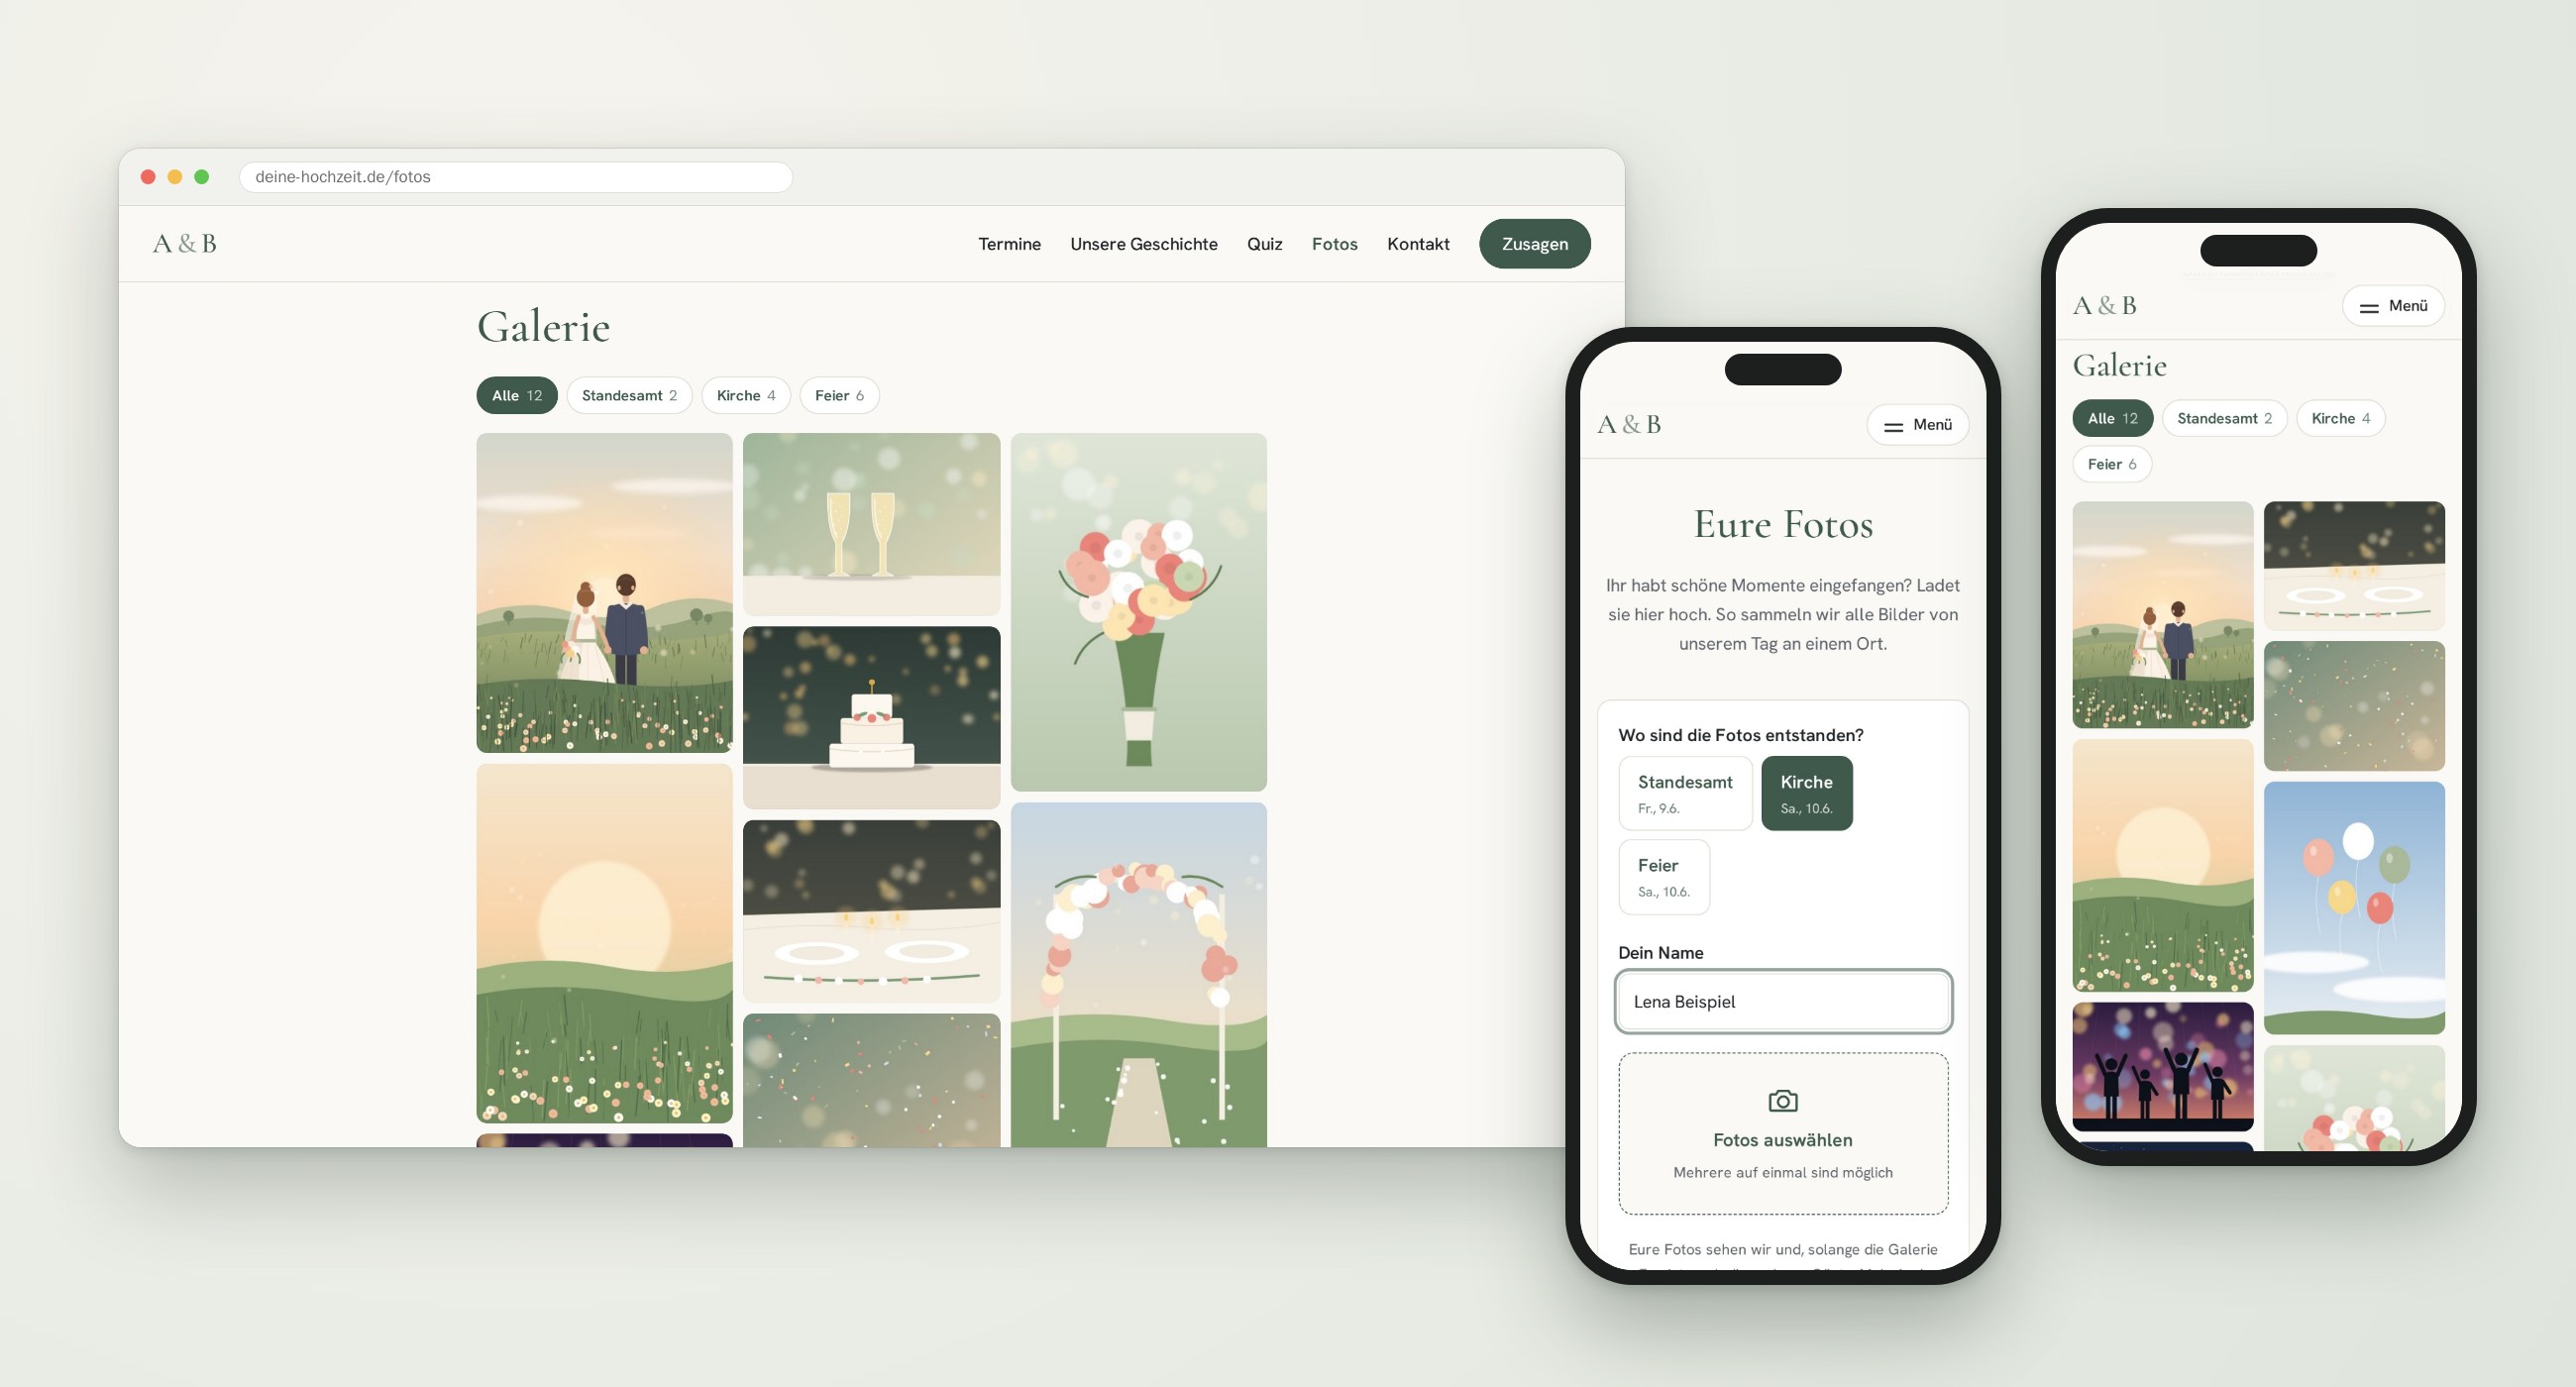 deine-hochzeit.de/fotos
A & B
Termine Unsere Geschichte Quiz Fotos Kontakt Zusagen
Galerie
Alle 12 Standesamt 2 Kirche 4 Feier 6
A & B Menü
Eure Fotos
Ihr habt schöne Momente eingefangen? Ladet
sie hier hoch. So sammeln wir alle Bilder von
unserem Tag an einem Ort.
Wo sind die Fotos entstanden?
Standesamt
Fr., 9.6.
Kirche
Sa., 10.6.
Feier
Sa., 10.6.
Dein Name
Lena Beispiel
Fotos auswählen
Mehrere auf einmal sind möglich
Eure Fotos sehen wir und, solange die Galerie
A & B Menü
Galerie
Alle 12 Standesamt 2 Kirche 4
Feier 6